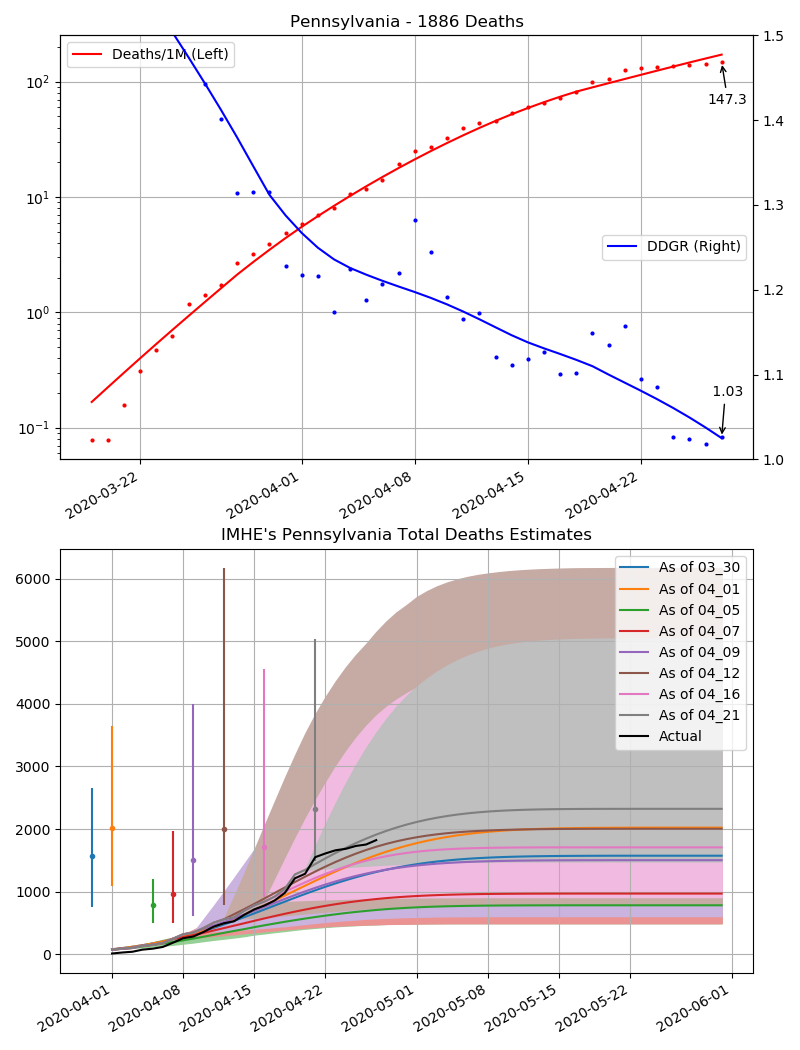 Pennsylvania - 1886 Deaths
Deaths/1M (Left)
DDGR (Right)
147.3
1.03
10²
10¹
10⁰
10⁻¹
1.5
1.4
1.3
1.2
1.1
1.0
2020-03-22
2020-04-01
2020-04-08
2020-04-15
2020-04-22
IMHE's Pennsylvania Total Deaths Estimates
As of 03_30
As of 04_01
As of 04_05
As of 04_07
As of 04_09
As of 04_12
As of 04_16
As of 04_21
Actual
6000
5000
4000
3000
2000
1000
0
2020-04-01
2020-04-08
2020-04-15
2020-04-22
2020-05-01
2020-05-08
2020-05-15
2020-05-22
2020-06-01